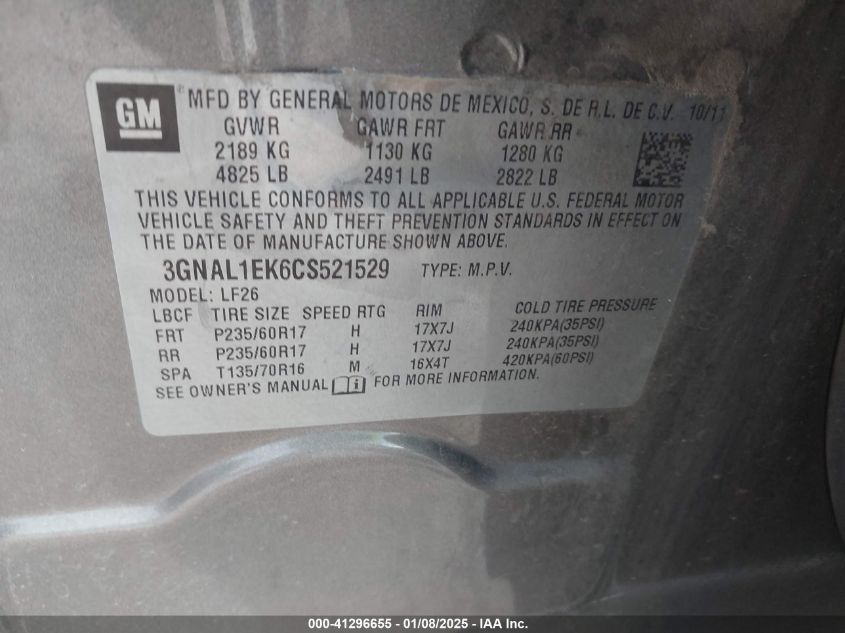 GM ® MFD BY GENERAL MOTORS DE MEXICO, S. DE R.L. DE C.V. 10/11
GVWR GAWR FRT GAWR RR
2189 KG 1130 KG 1280 KG
4825 LB 2491 LB 2822 LB
THIS VEHICLE CONFORMS TO ALL APPLICABLE U.S. FEDERAL MOTOR
VEHICLE SAFETY AND THEFT PREVENTION STANDARDS IN EFFECT ON
THE DATE OF MANUFACTURE SHOWN ABOVE.
3GNAL1EK6CS521529 TYPE: M.P.V.
MODEL: LF26
LBCF TIRE SIZE SPEED RTG RIM COLD TIRE PRESSURE
FRT P235/60R17 H 17X7J 240KPA(35PSI)
RR P235/60R17 H 17X7J 240KPA(35PSI)
SPA T135/70R16 M 16X4T 420KPA(60PSI)
SEE OWNER'S MANUAL FOR MORE INFORMATION.
000-41296655 - 01/08/2025 - IAA Inc.